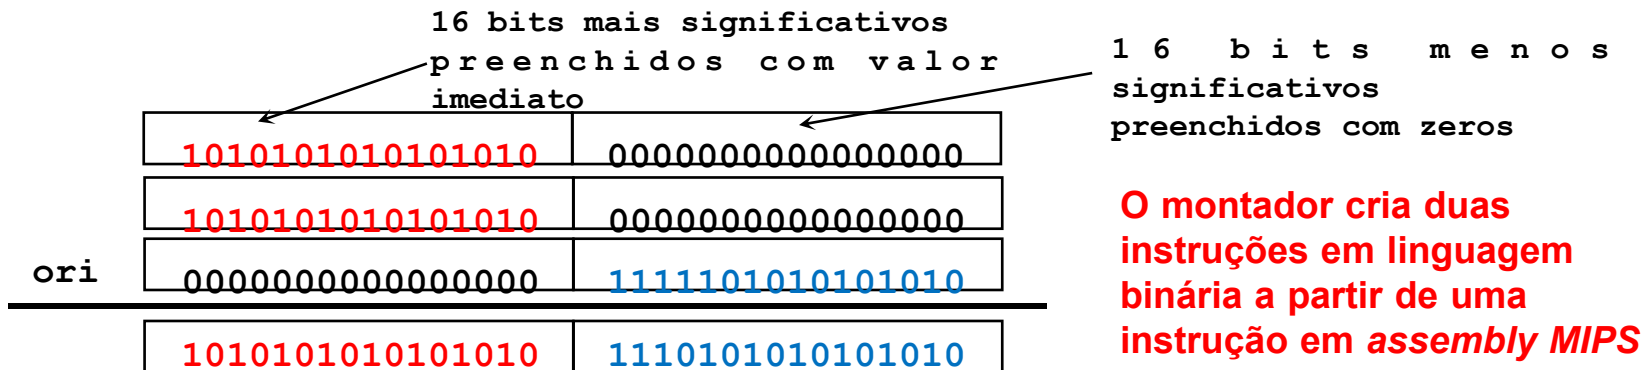 16 bits mais significativos
preenchidos com valor
imediato
16 bits menos
significativos
preenchidos com zeros
1010101010101010 0000000000000000
1010101010101010 0000000000000000
ori 0000000000000000 1111101010101010
1010101010101010 1110101010101010
O montador cria duas
instruções em linguagem
binária a partir de uma
instrução em assembly MIPS